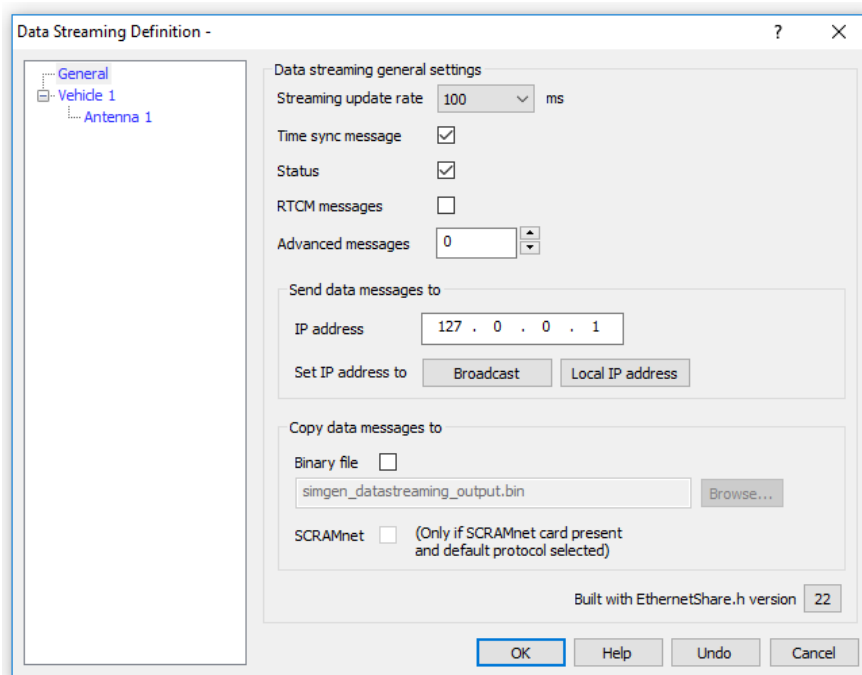 Data Streaming Definition -
General
Vehicle 1
Antenna 1
Data streaming general settings
Streaming update rate 100 ms
Time sync message
Status
RTCM messages
Advanced messages 0
Send data messages to
IP address 127 . 0 . 0 . 1
Set IP address to Broadcast Local IP address
Copy data messages to
Binary file
simgen_datastreaming_output.bin Browse...
SCRAMnet (Only if SCRAMnet card present
and default protocol selected)
Built with EthernetShare.h version 22
OK Help Undo Cancel